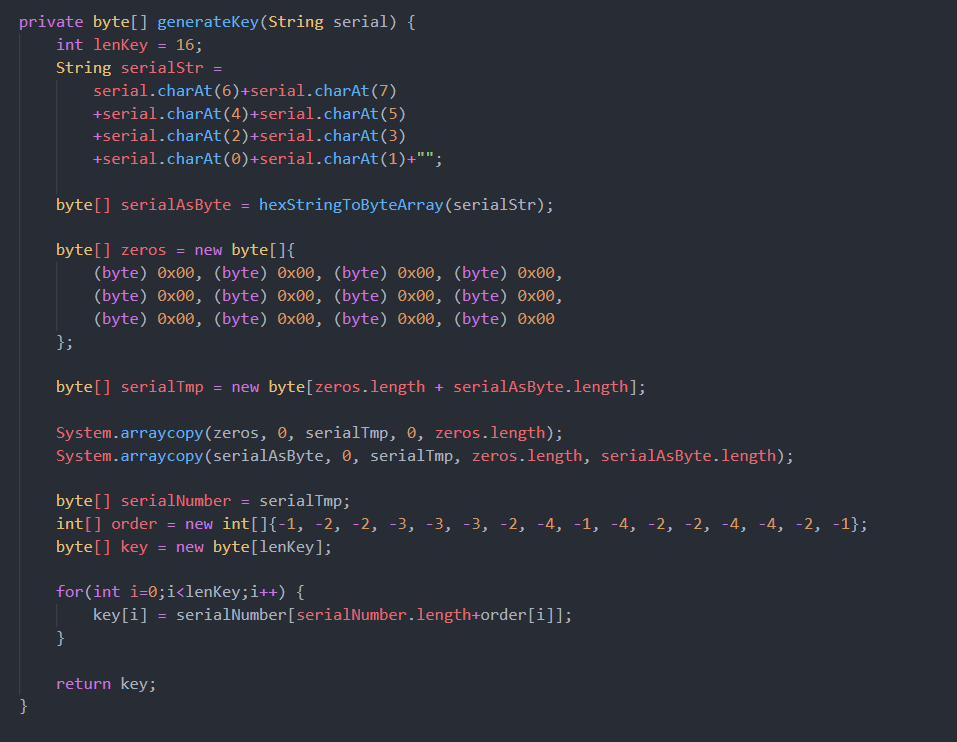 private byte[] generateKey(String serial) {
    int lenKey = 16;
    String serialStr =
        serial.charAt(6)+serial.charAt(7)
        +serial.charAt(4)+serial.charAt(5)
        +serial.charAt(2)+serial.charAt(3)
        +serial.charAt(0)+serial.charAt(1)+"";
    byte[] serialAsByte = hexStringToByteArray(serialStr);
    byte[] zeros = new byte[]{
        (byte) 0x00, (byte) 0x00, (byte) 0x00, (byte) 0x00,
        (byte) 0x00, (byte) 0x00, (byte) 0x00, (byte) 0x00,
        (byte) 0x00, (byte) 0x00, (byte) 0x00, (byte) 0x00
    };
    byte[] serialTmp = new byte[zeros.length + serialAsByte.length];
    System.arraycopy(zeros, 0, serialTmp, 0, zeros.length);
    System.arraycopy(serialAsByte, 0, serialTmp, zeros.length, serialAsByte.length);
    byte[] serialNumber = serialTmp;
    int[] order = new int[]{-1, -2, -2, -3, -3, -3, -2, -4, -1, -4, -2, -2, -4, -4, -2, -1};
    byte[] key = new byte[lenKey];
    for(int i=0;i<lenKey;i++) {
        key[i] = serialNumber[serialNumber.length+order[i]];
    }
    return key;
}